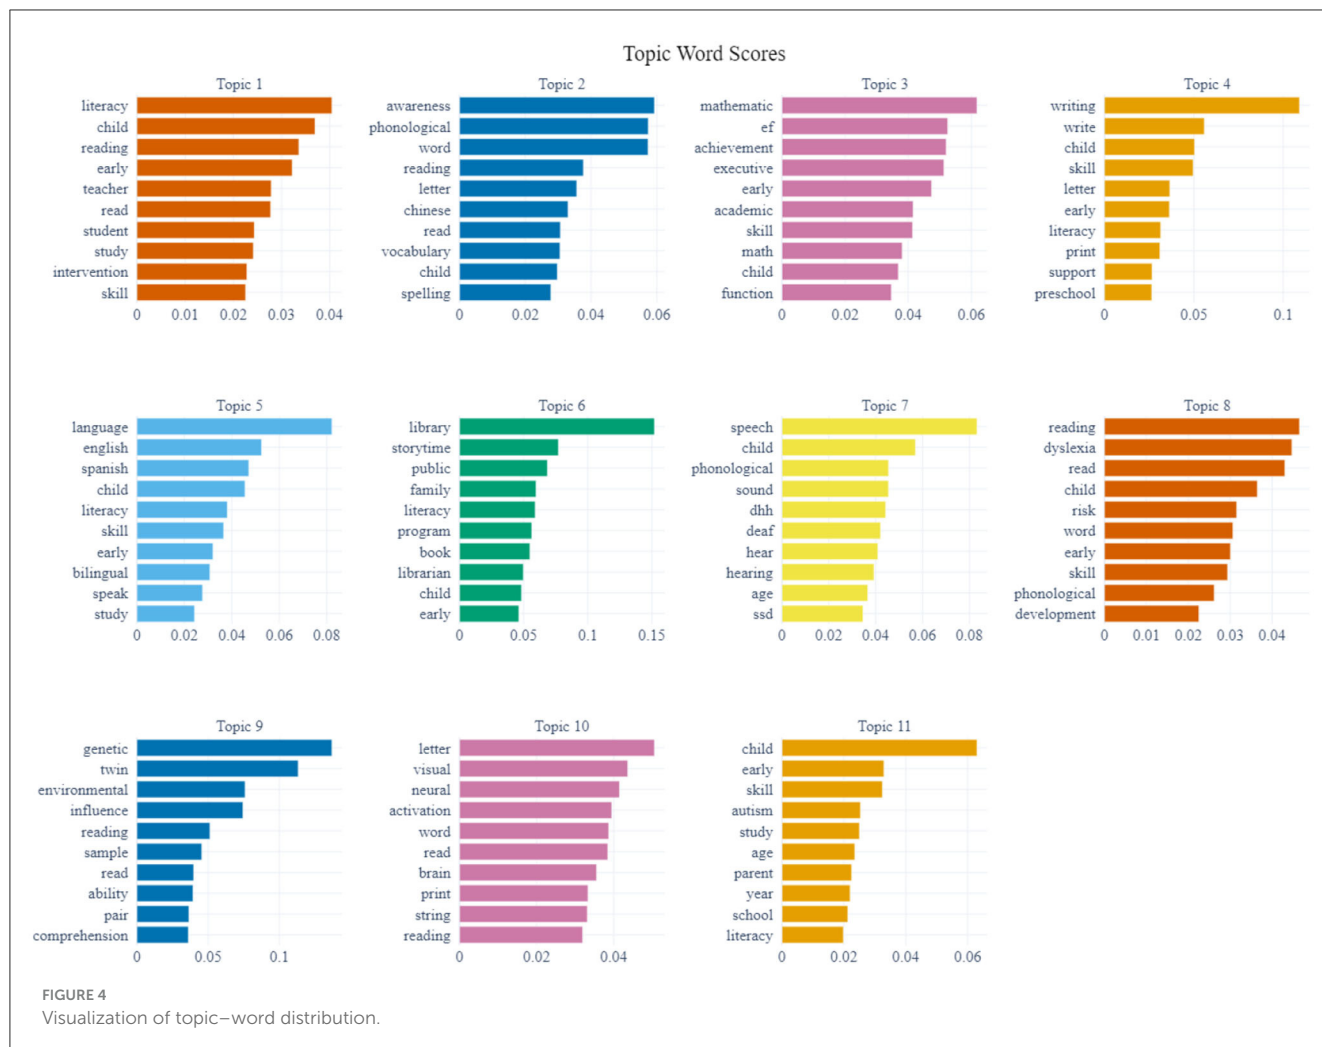 Topic Word Scores
Topic 1
literacy
child
reading
early
teacher
read
student
study
intervention
skill
0 0.01 0.02 0.03 0.04
Topic 2
awareness
phonological
word
reading
letter
chinese
read
vocabulary
child
spelling
0 0.02 0.04 0.06
Topic 3
mathematic
ef
achievement
executive
early
academic
skill
math
child
function
0 0.02 0.04 0.06
Topic 4
writing
write
child
skill
letter
early
literacy
print
support
preschool
0 0.05 0.1
Topic 5
language
english
spanish
child
literacy
skill
early
bilingual
speak
study
0 0.02 0.04 0.06 0.08
Topic 6
library
storytime
public
family
literacy
program
book
librarian
child
early
0 0.05 0.1 0.15
Topic 7
speech
child
phonological
sound
dhh
deaf
hear
hearing
age
ssd
0 0.02 0.04 0.06 0.08
Topic 8
reading
dyslexia
read
child
risk
word
early
skill
phonological
development
0 0.01 0.02 0.03 0.04
Topic 9
genetic
twin
environmental
influence
reading
sample
read
ability
pair
comprehension
0 0.05 0.1
Topic 10
letter
visual
neural
activation
word
read
brain
print
string
reading
0 0.02 0.04
Topic 11
child
early
skill
autism
study
age
parent
year
school
literacy
0 0.02 0.04 0.06
FIGURE 4
Visualization of topic–word distribution.